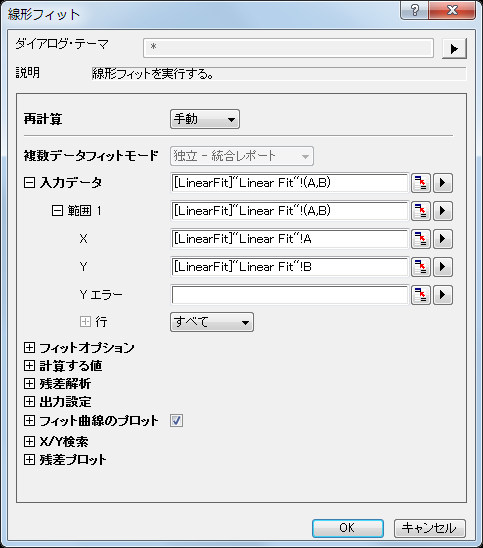 線形フィット
ダイアログ・テーマ *
説明 線形フィットを実行する。
再計算 手動
複数データフィットモード 独立 - 統合レポート
入力データ [LinearFit]"Linear Fit"!(A,B)
範囲 1 [LinearFit]"Linear Fit"!(A,B)
X [LinearFit]"Linear Fit"!A
Y [LinearFit]"Linear Fit"!B
Y エラー
行 すべて
フィットオプション
計算する値
残差解析
出力設定
フィット曲線のプロット
X/Y検索
残差プロット
OK キャンセル